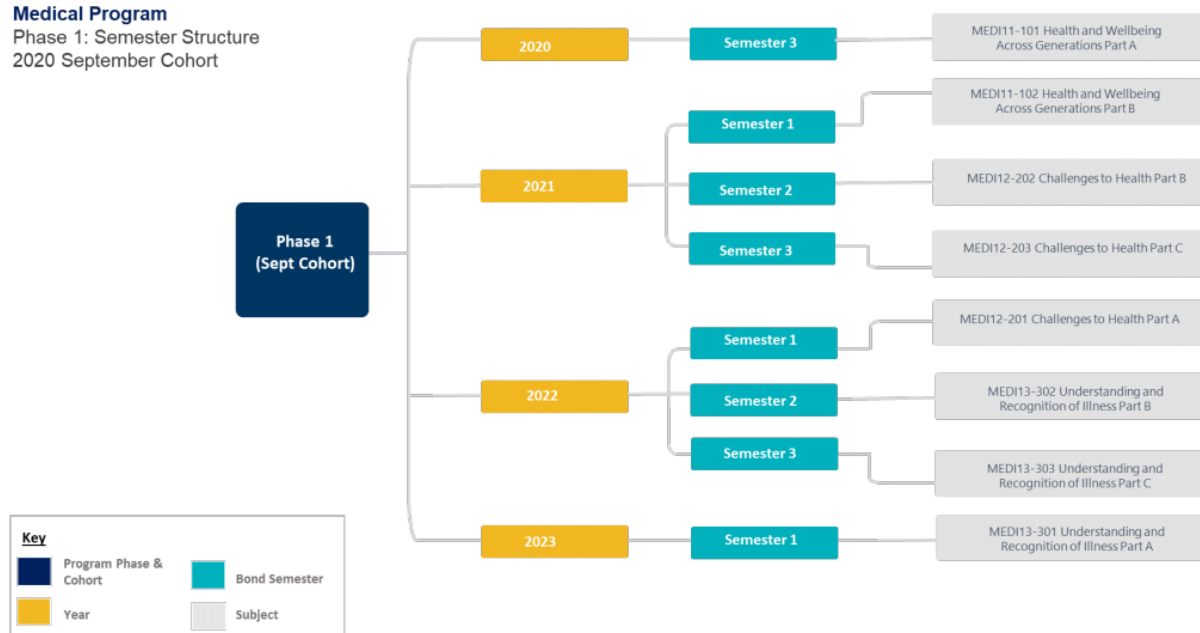 Medical Program
Phase 1: Semester Structure
2020 September Cohort
Phase 1
(Sept Cohort)
2020
Semester 3
MEDI11-101 Health and Wellbeing
Across Generations Part A
2021
Semester 1
MEDI11-102 Health and Wellbeing
Across Generations Part B
Semester 2
MEDI12-202 Challenges to Health Part B
Semester 3
MEDI12-203 Challenges to Health Part C
2022
Semester 1
MEDI12-201 Challenges to Health Part A
Semester 2
MEDI13-302 Understanding and
Recognition of Illness Part B
Semester 3
MEDI13-303 Understanding and
Recognition of Illness Part C
2023
Semester 1
MEDI13-301 Understanding and
Recognition of Illness Part A
Key
Program Phase &
Cohort
Bond Semester
Year
Subject